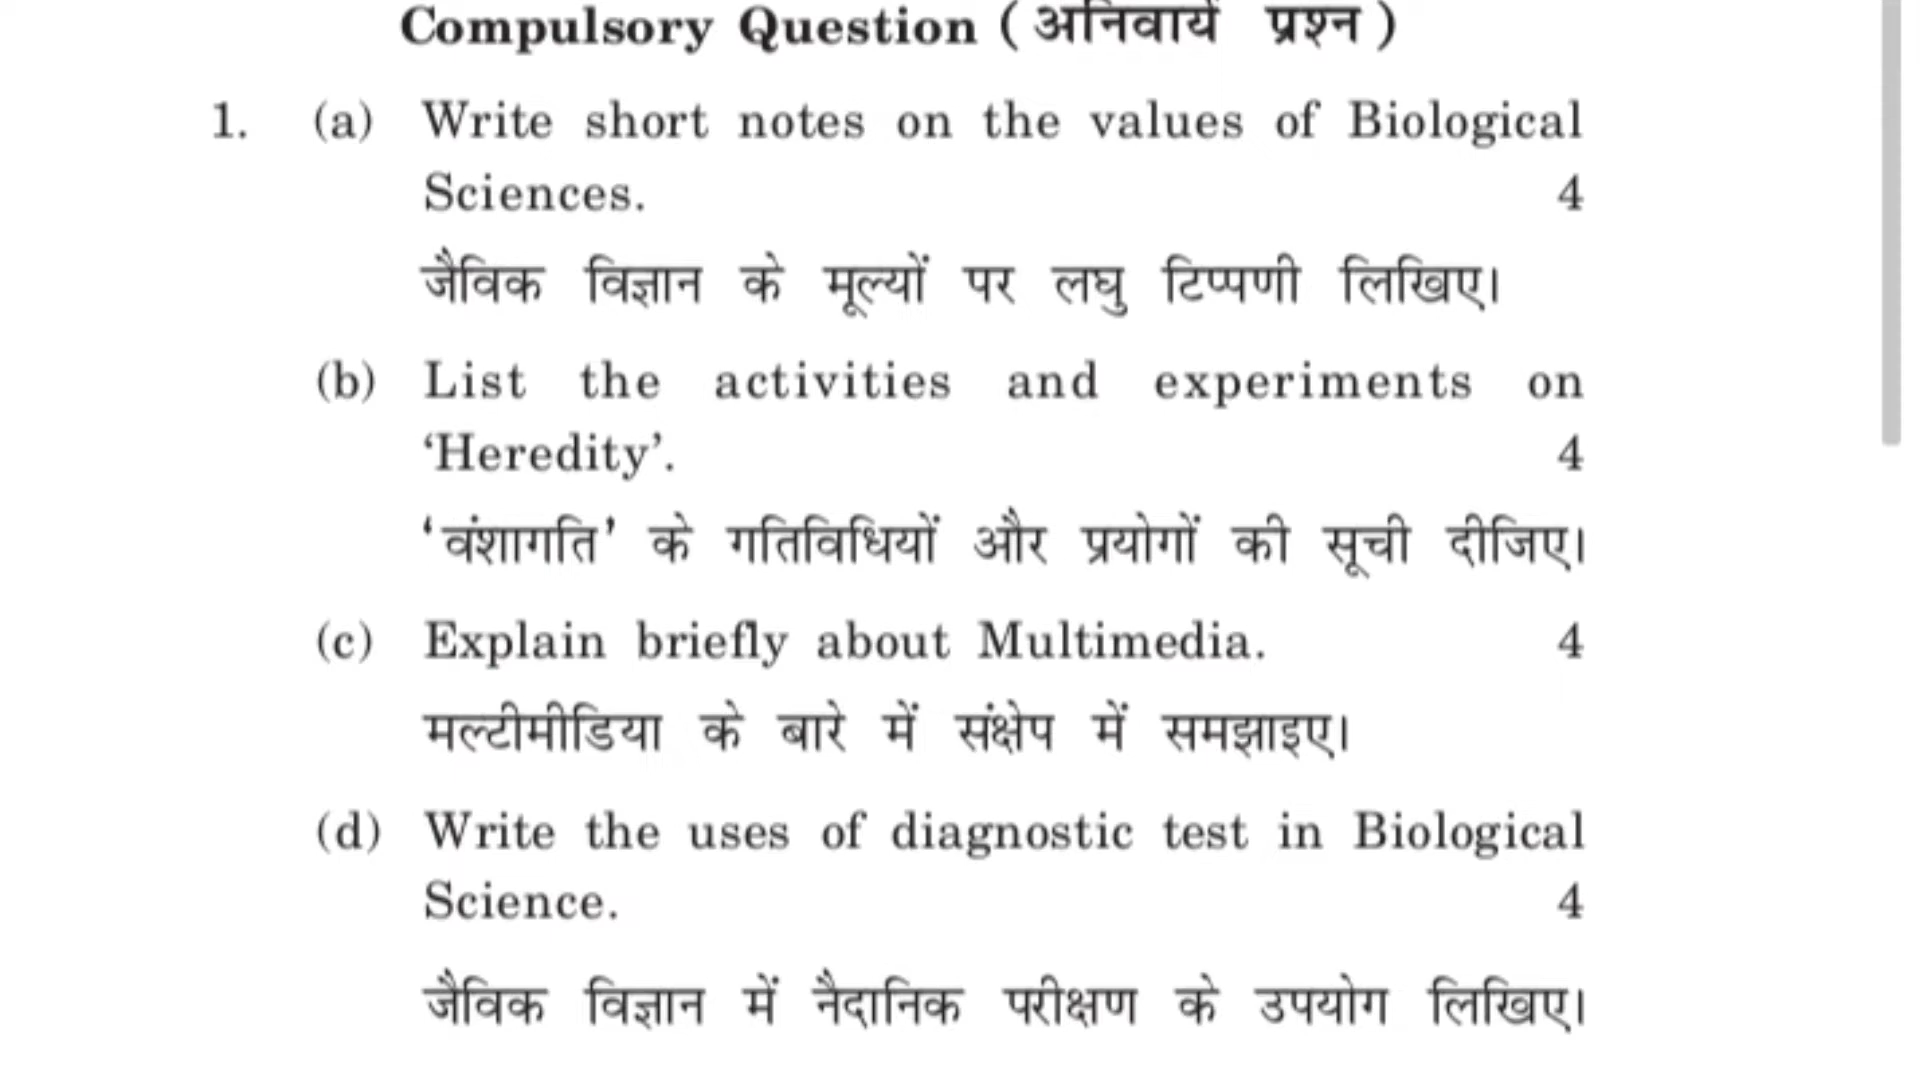 Compulsory Question ( अनिवार्य प्रश्न )
1. (a) Write short notes on the values of Biological
Sciences. 4
जैविक विज्ञान के मूल्यों पर लघु टिप्पणी लिखिए।
(b) List the activities and experiments on
‘Heredity’. 4
‘वंशागति’ के गतिविधियों और प्रयोगों की सूची दीजिए।
(c) Explain briefly about Multimedia. 4
मल्टीमीडिया के बारे में संक्षेप में समझाइए।
(d) Write the uses of diagnostic test in Biological
Science. 4
जैविक विज्ञान में नैदानिक परीक्षण के उपयोग लिखिए।